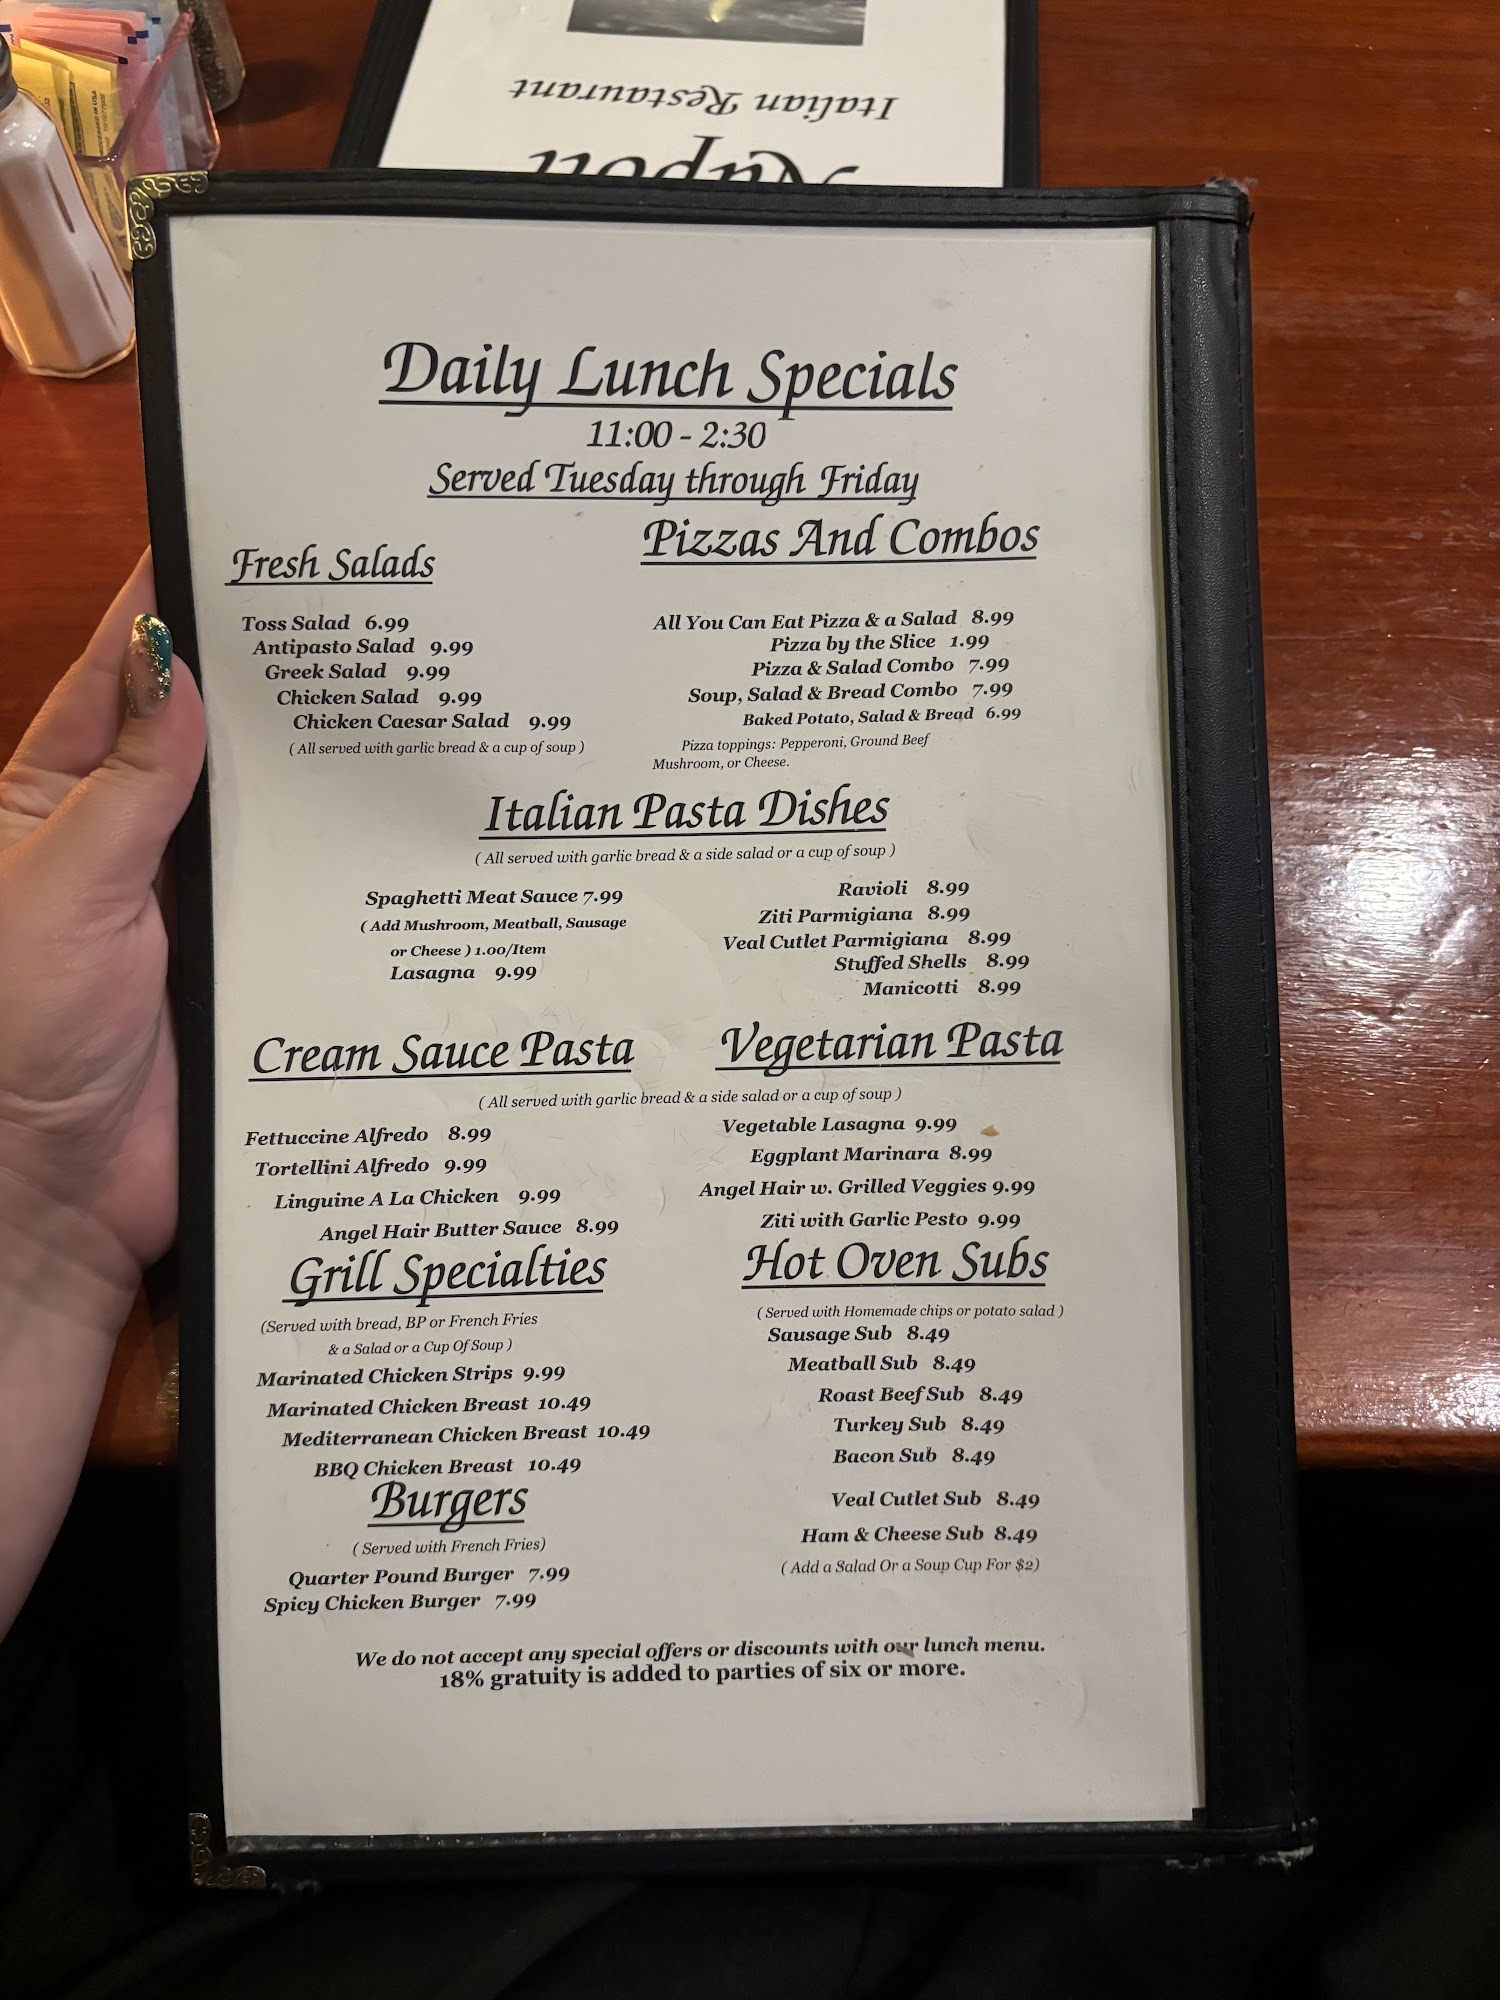 Italian Restaurant
Daily Lunch Specials
11:00 - 2:30
Served Tuesday through Friday
Fresh Salads
Toss Salad 6.99
Antipasto Salad 9.99
Greek Salad 9.99
Chicken Salad 9.99
Chicken Caesar Salad 9.99
( All served with garlic bread & a cup of soup )
Pizzas And Combos
All You Can Eat Pizza & a Salad 8.99
Pizza by the Slice 1.99
Pizza & Salad Combo 7.99
Soup, Salad & Bread Combo 7.99
Baked Potato, Salad & Bread 6.99
Pizza toppings: Pepperoni, Ground Beef
Mushroom, or Cheese.
Italian Pasta Dishes
( All served with garlic bread & a side salad or a cup of soup )
Spaghetti Meat Sauce 7.99
( Add Mushroom, Meatball, Sausage
or Cheese ) 1.00/Item
Lasagna 9.99
Ravioli 8.99
Ziti Parmigiana 8.99
Veal Cutlet Parmigiana 8.99
Stuffed Shells 8.99
Manicotti 8.99
Cream Sauce Pasta
Vegetarian Pasta
( All served with garlic bread & a side salad or a cup of soup )
Fettuccine Alfredo 8.99
Tortellini Alfredo 9.99
Linguine A La Chicken 9.99
Angel Hair Butter Sauce 8.99
Vegetable Lasagna 9.99
Eggplant Marinara 8.99
Angel Hair w. Grilled Veggies 9.99
Ziti with Garlic Pesto 9.99
Grill Specialties
(Served with bread, BP or French Fries
& a Salad or a Cup Of Soup )
Marinated Chicken Strips 9.99
Marinated Chicken Breast 10.49
Mediterranean Chicken Breast 10.49
BBQ Chicken Breast 10.49
Burgers
( Served with French Fries)
Quarter Pound Burger 7.99
Spicy Chicken Burger 7.99
Hot Oven Subs
( Served with Homemade chips or potato salad )
Sausage Sub 8.49
Meatball Sub 8.49
Roast Beef Sub 8.49
Turkey Sub 8.49
Bacon Sub 8.49
Veal Cutlet Sub 8.49
Ham & Cheese Sub 8.49
( Add a Salad Or a Soup Cup For $2)
We do not accept any special offers or discounts with our lunch menu.
18% gratuity is added to parties of six or more.